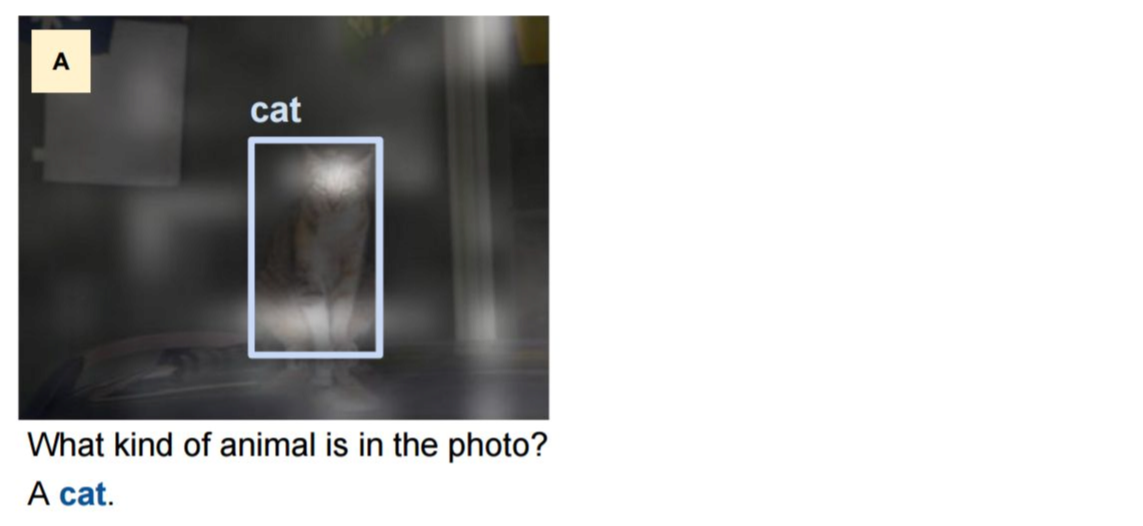 A
cat
What kind of animal is in the photo?
A cat.